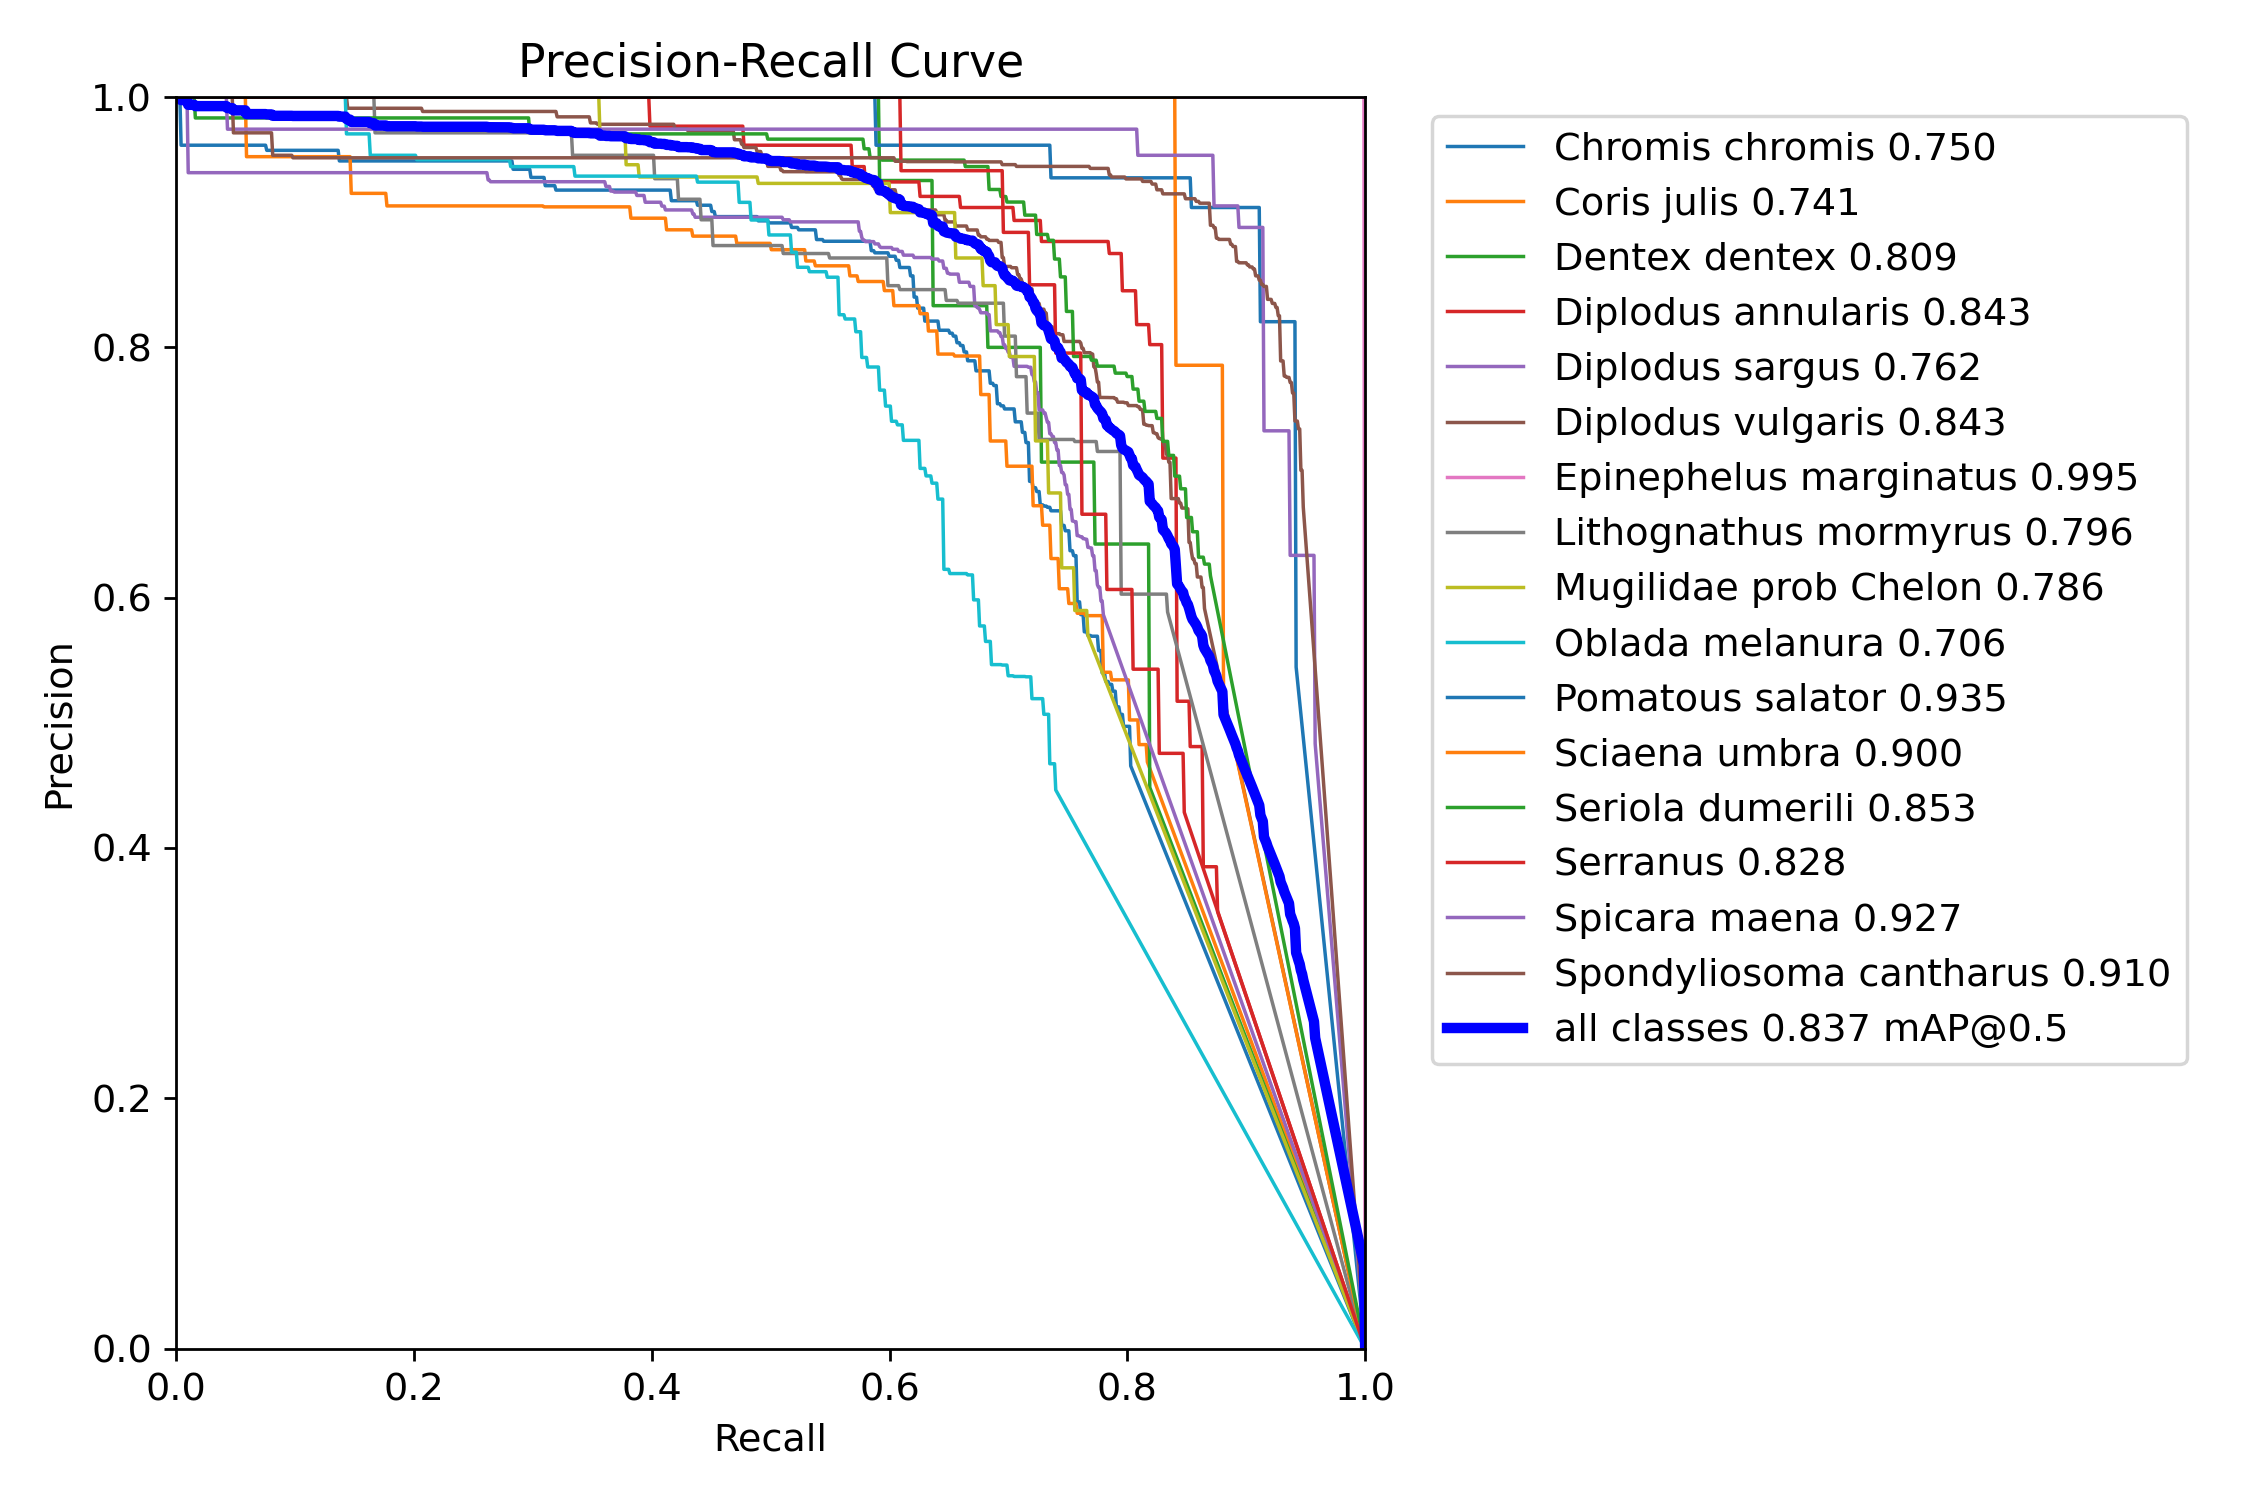 Precision-Recall Curve
1.0
0.8
0.6
0.4
0.2
0.0
Precision
0.0 0.2 0.4 0.6 0.8 1.0
Recall
Chromis chromis 0.750
Coris julis 0.741
Dentex dentex 0.809
Diplodus annularis 0.843
Diplodus sargus 0.762
Diplodus vulgaris 0.843
Epinephelus marginatus 0.995
Lithognathus mormyrus 0.796
Mugilidae prob Chelon 0.786
Oblada melanura 0.706
Pomatous salator 0.935
Sciaena umbra 0.900
Seriola dumerili 0.853
Serranus 0.828
Spicara maena 0.927
Spondyliosoma cantharus 0.910
all classes 0.837 mAP@0.5